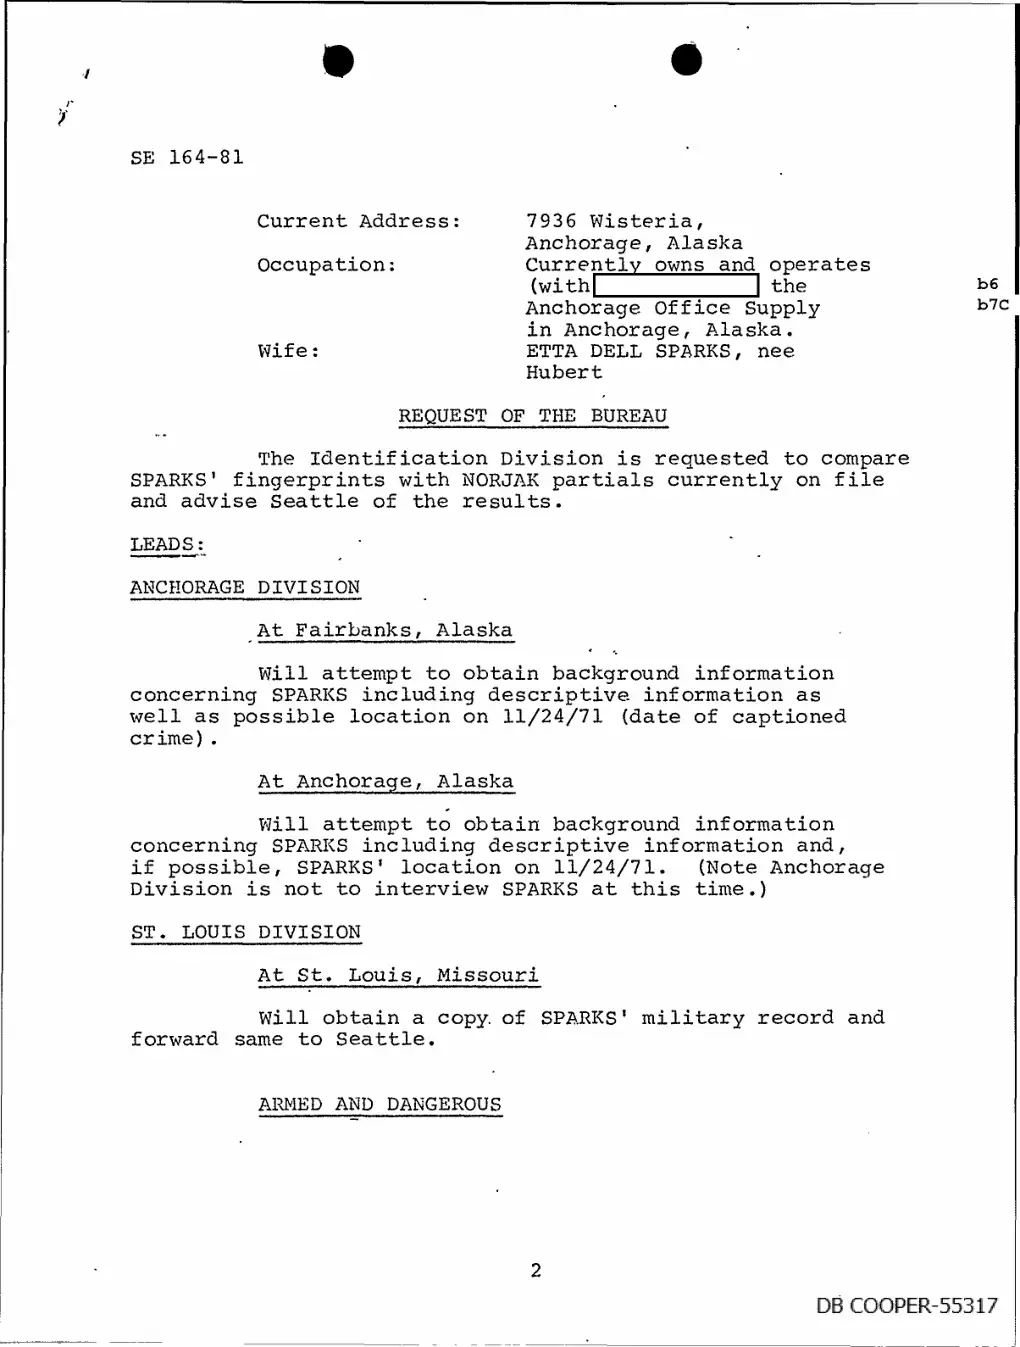 SE 164-81
Current Address: 7936 Wisteria,
Anchorage, Alaska
Occupation: Currently owns and operates
(with the b6
Anchorage Office Supply b7C
in Anchorage, Alaska.
Wife: ETTA DELL SPARKS, nee
Hubert
REQUEST OF THE BUREAU
The Identification Division is requested to compare
SPARKS' fingerprints with NORJAK partials currently on file
and advise Seattle of the results.
LEADS:
ANCHORAGE DIVISION
At Fairbanks, Alaska
Will attempt to obtain background information
concerning SPARKS including descriptive information as
well as possible location on 11/24/71 (date of captioned
crime).
At Anchorage, Alaska
Will attempt to obtain background information
concerning SPARKS including descriptive information and,
if possible, SPARKS' location on 11/24/71. (Note Anchorage
Division is not to interview SPARKS at this time.)
ST. LOUIS DIVISION
At St. Louis, Missouri
Will obtain a copy of SPARKS' military record and
forward same to Seattle.
ARMED AND DANGEROUS
2
DB COOPER-55317